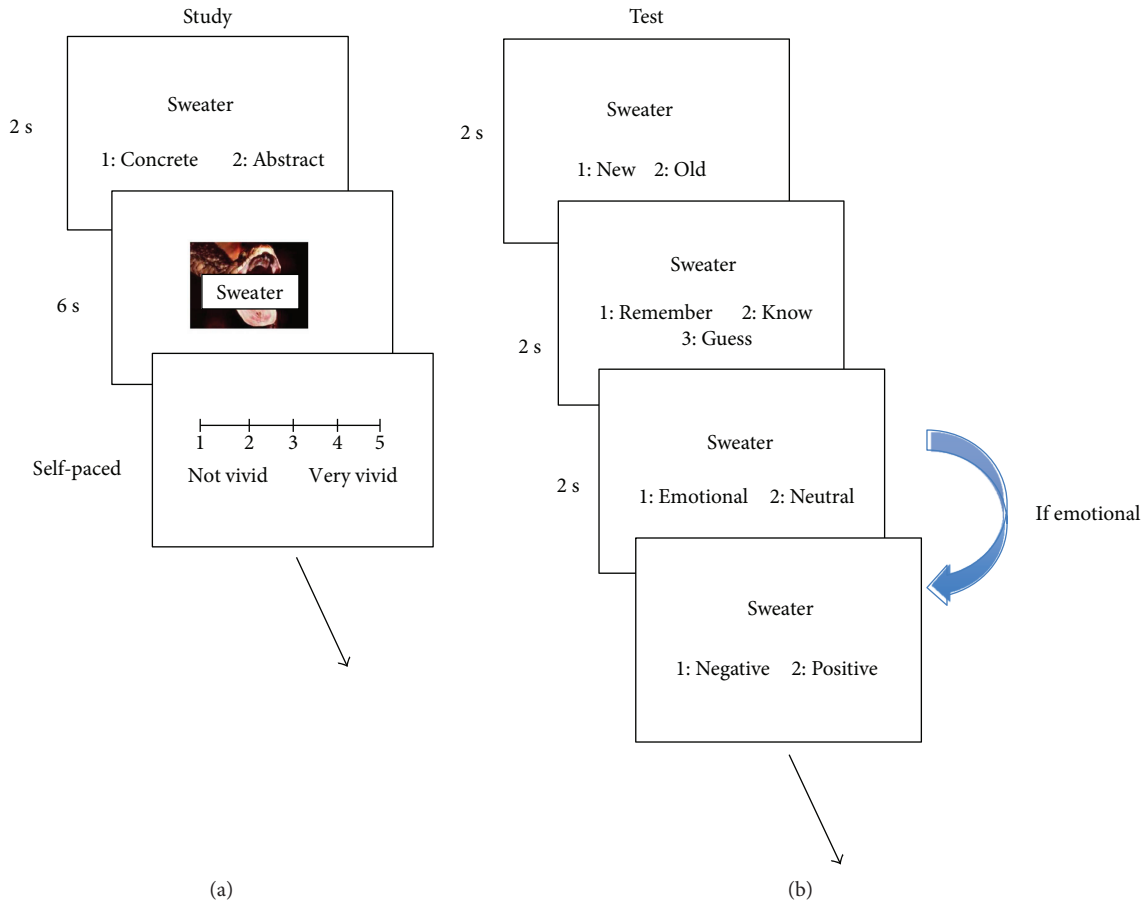 Study
2 s
Sweater
1: Concrete 2: Abstract
6 s
Sweater
Self-paced
1 2 3 4 5
Not vivid Very vivid
(a)
Test
2 s
Sweater
1: New 2: Old
2 s
Sweater
1: Remember 2: Know
3: Guess
2 s
Sweater
1: Emotional 2: Neutral
If emotional
Sweater
1: Negative 2: Positive
(b)